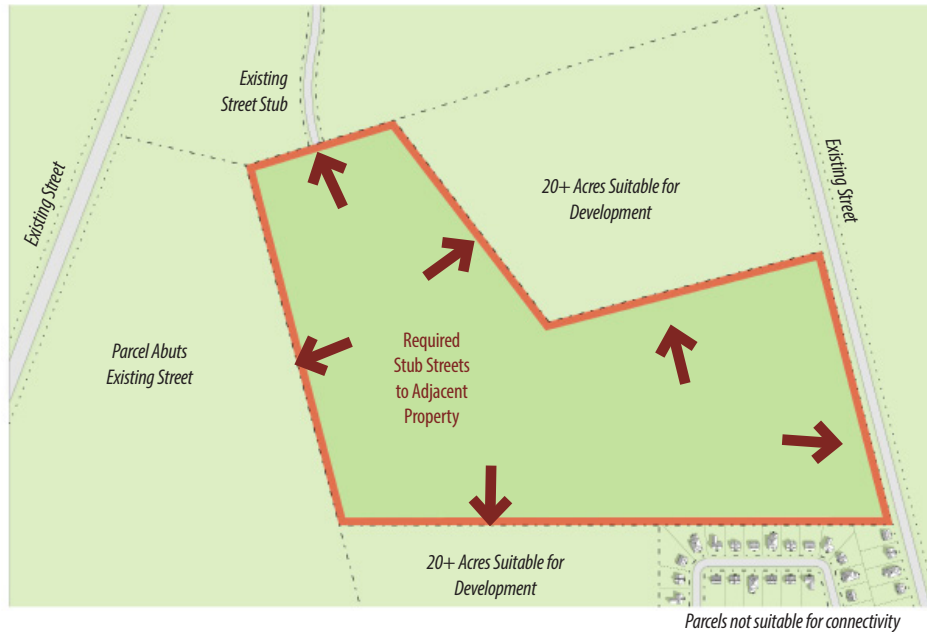 Existing
Street Stub
Existing Street
20+ Acres Suitable for
Development
Existing Street
Parcel Abuts
Existing Street
Required
Stub Streets
to Adjacent
Property
20+ Acres Suitable for
Development
Parcels not suitable for connectivity